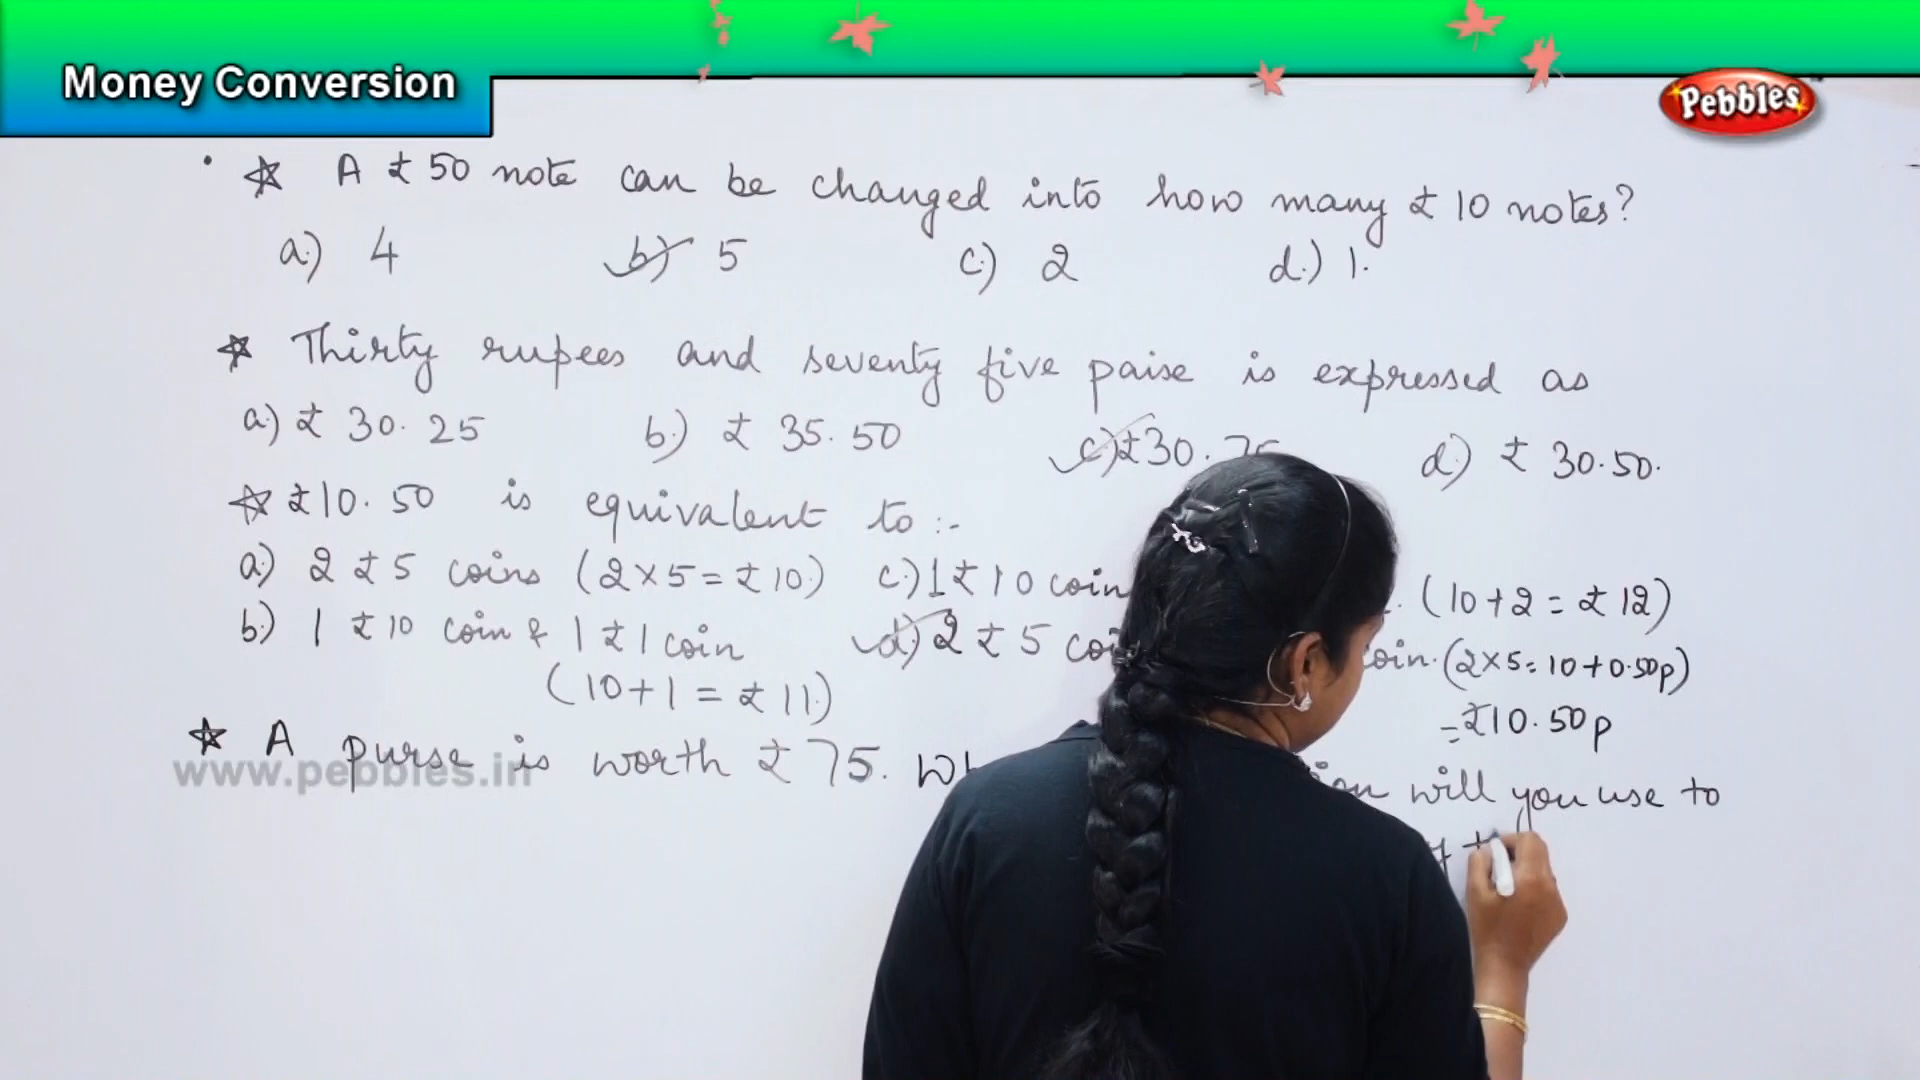 Money Conversion
Pebbles
☆ A ₹ 50 note can be changed into how many ₹ 10 notes?
a.) 4 b) 5 c.) 2 d.) 1.
☆ Thirty rupees and seventy five paise is expressed as
a.) ₹ 30. 25 b.) ₹ 35. 50 c.) ₹30. 75 d.) ₹ 30.50.
☆ ₹10. 50 is equivalent to :-
a.) 2 ₹ 5 coins (2×5=₹10.) c.) 1 ₹ 10 coin (10+2=₹12)
b.) 1 ₹ 10 coin & 1 ₹ 1 coin d.) 2 ₹ 5 coin. (2×5=10+0.50p)
(10+1=₹11.) =₹10.50p
☆ A purse is worth ₹ 75. will you use to
www.pebbles.in